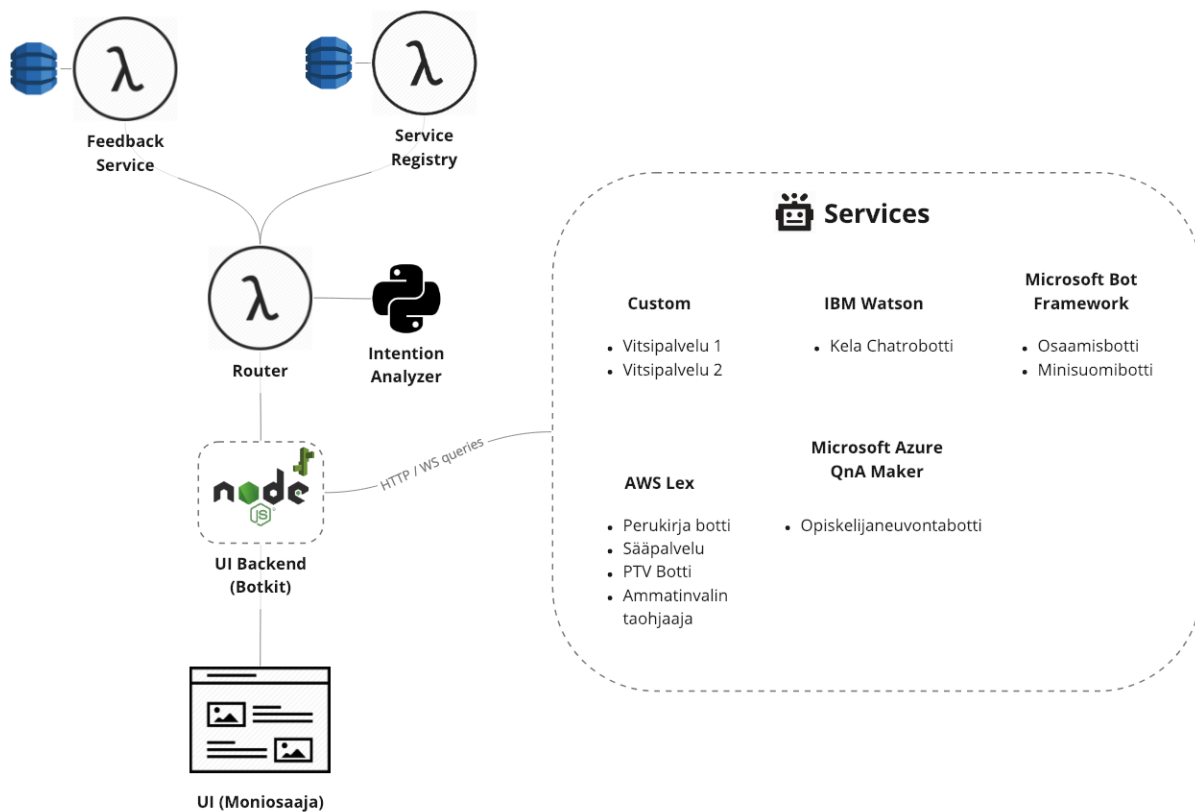 Feedback
Service
Service
Registry
λ
λ
λ
Router
Intention
Analyzer
HTTP / WS queries
node
JS
UI Backend
(Botkit)
UI (Moniosaaja)
Services
Custom
• Vitsipalvelu 1
• Vitsipalvelu 2
IBM Watson
• Kela Chatrobotti
Microsoft Bot
Framework
• Osaamisbotti
• Minisuomibotti
AWS Lex
• Perukirja botti
• Sääpalvelu
• PTV Botti
• Ammatinvalin
taohjaaja
Microsoft Azure
QnA Maker
• Opiskelijaneuvontabotti